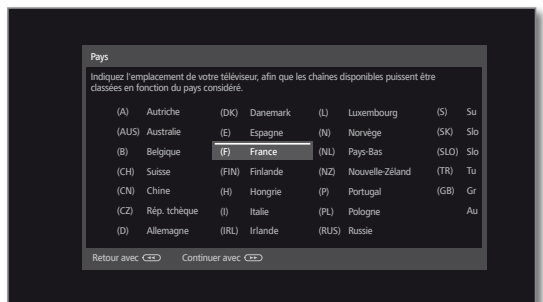 Pays
Indiquez l'emplacement de votre téléviseur, afin que les chaînes disponibles puissent être
classées en fonction du pays considéré.
(A) Autriche (DK) Danemark (L) Luxembourg (S) Su
(AUS) Australie (E) Espagne (N) Norvège (SK) Slo
(B) Belgique (F) France (NL) Pays-Bas (SLO) Slo
(CH) Suisse (FIN) Finlande (NZ) Nouvelle-Zéland (TR) Tu
(CN) Chine (H) Hongrie (P) Portugal (GB) Gr
(CZ) Rép. tchèque (I) Italie (PL) Pologne Au
(D) Allemagne (IRL) Irlande (RUS) Russie
Retour avec Continuer avec